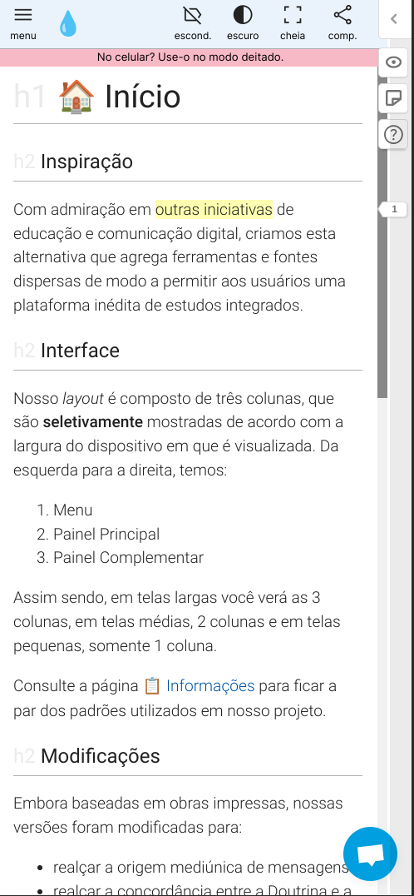 menu
escond.
escuro
cheia
comp.
No celular? Use-o no modo deitado.
h1 🏠 Início
h2 Inspiração
Com admiração em outras iniciativas de
educação e comunicação digital, criamos esta
alternativa que agrega ferramentas e fontes
dispersas de modo a permitir aos usuários uma
plataforma inédita de estudos integrados.
1
h2 Interface
Nosso layout é composto de três colunas, que
são seletivamente mostradas de acordo com a
largura do dispositivo em que é visualizada. Da
esquerda para a direita, temos:
1. Menu
2. Painel Principal
3. Painel Complementar
Assim sendo, em telas largas você verá as 3
colunas, em telas médias, 2 colunas e em telas
pequenas, somente 1 coluna.
Consulte a página 📋 Informações para ficar a
par dos padrões utilizados em nosso projeto.
h2 Modificações
Embora baseadas em obras impressas, nossas
versões foram modificadas para:
• realçar a origem mediúnica de mensagens
• realçar a concordância entre a Doutrina e a